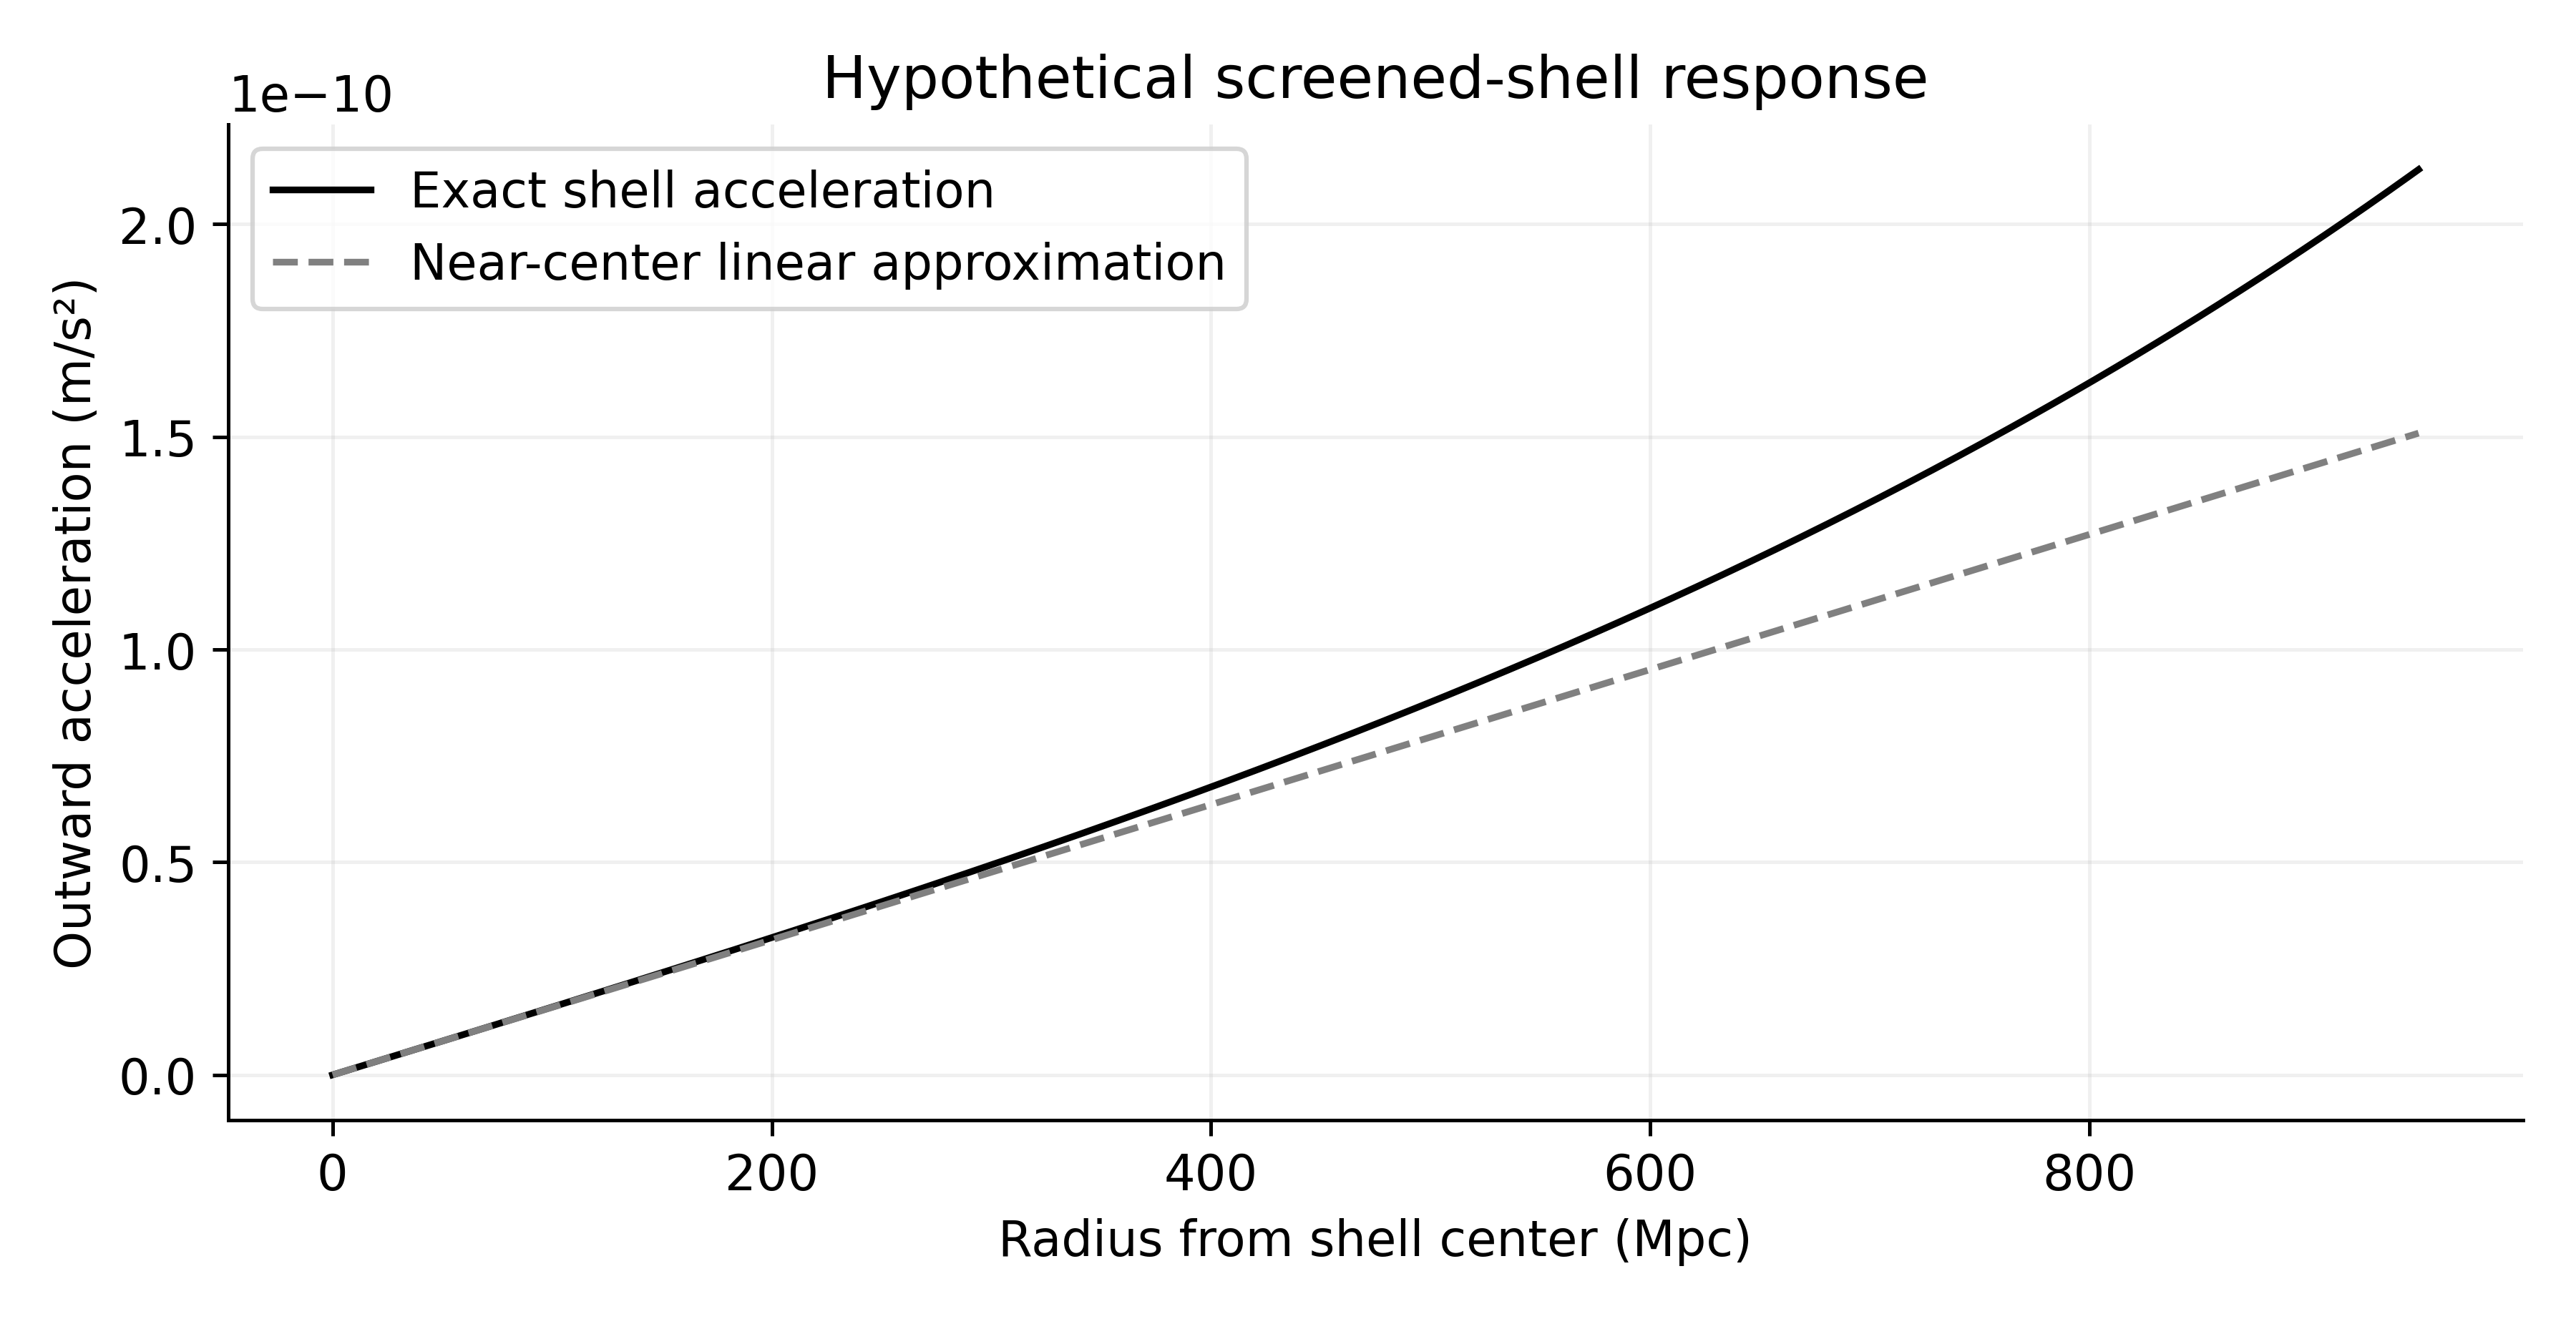 Hypothetical screened-shell response
1e−10
Exact shell acceleration
Near-center linear approximation
Outward acceleration (m/s²)
2.0
1.5
1.0
0.5
0.0
0 200 400 600 800
Radius from shell center (Mpc)